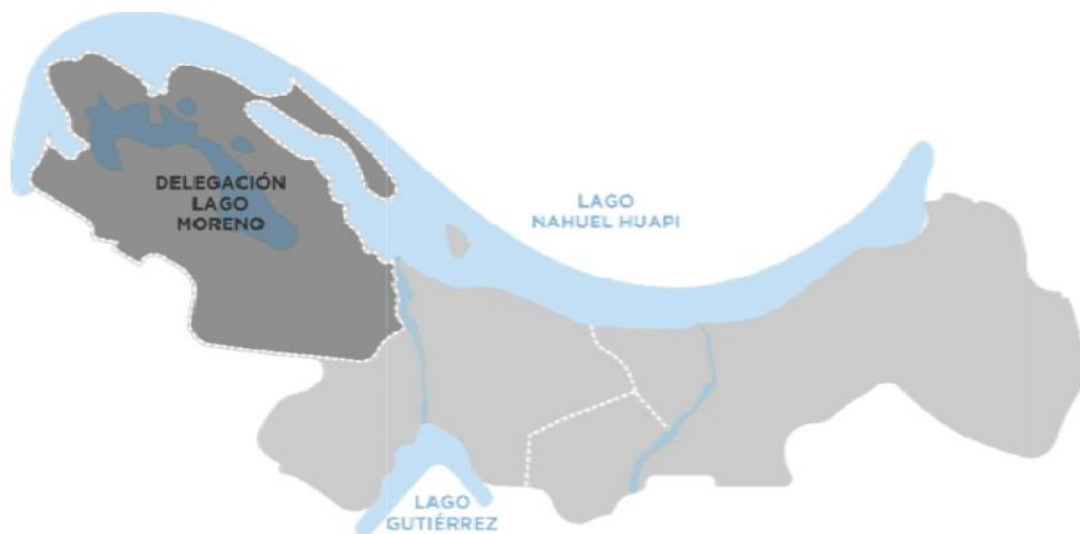 DELEGACIÓN
LAGO
MORENO
LAGO
NAHUEL HUAPI
LAGO
GUTIÉRREZ